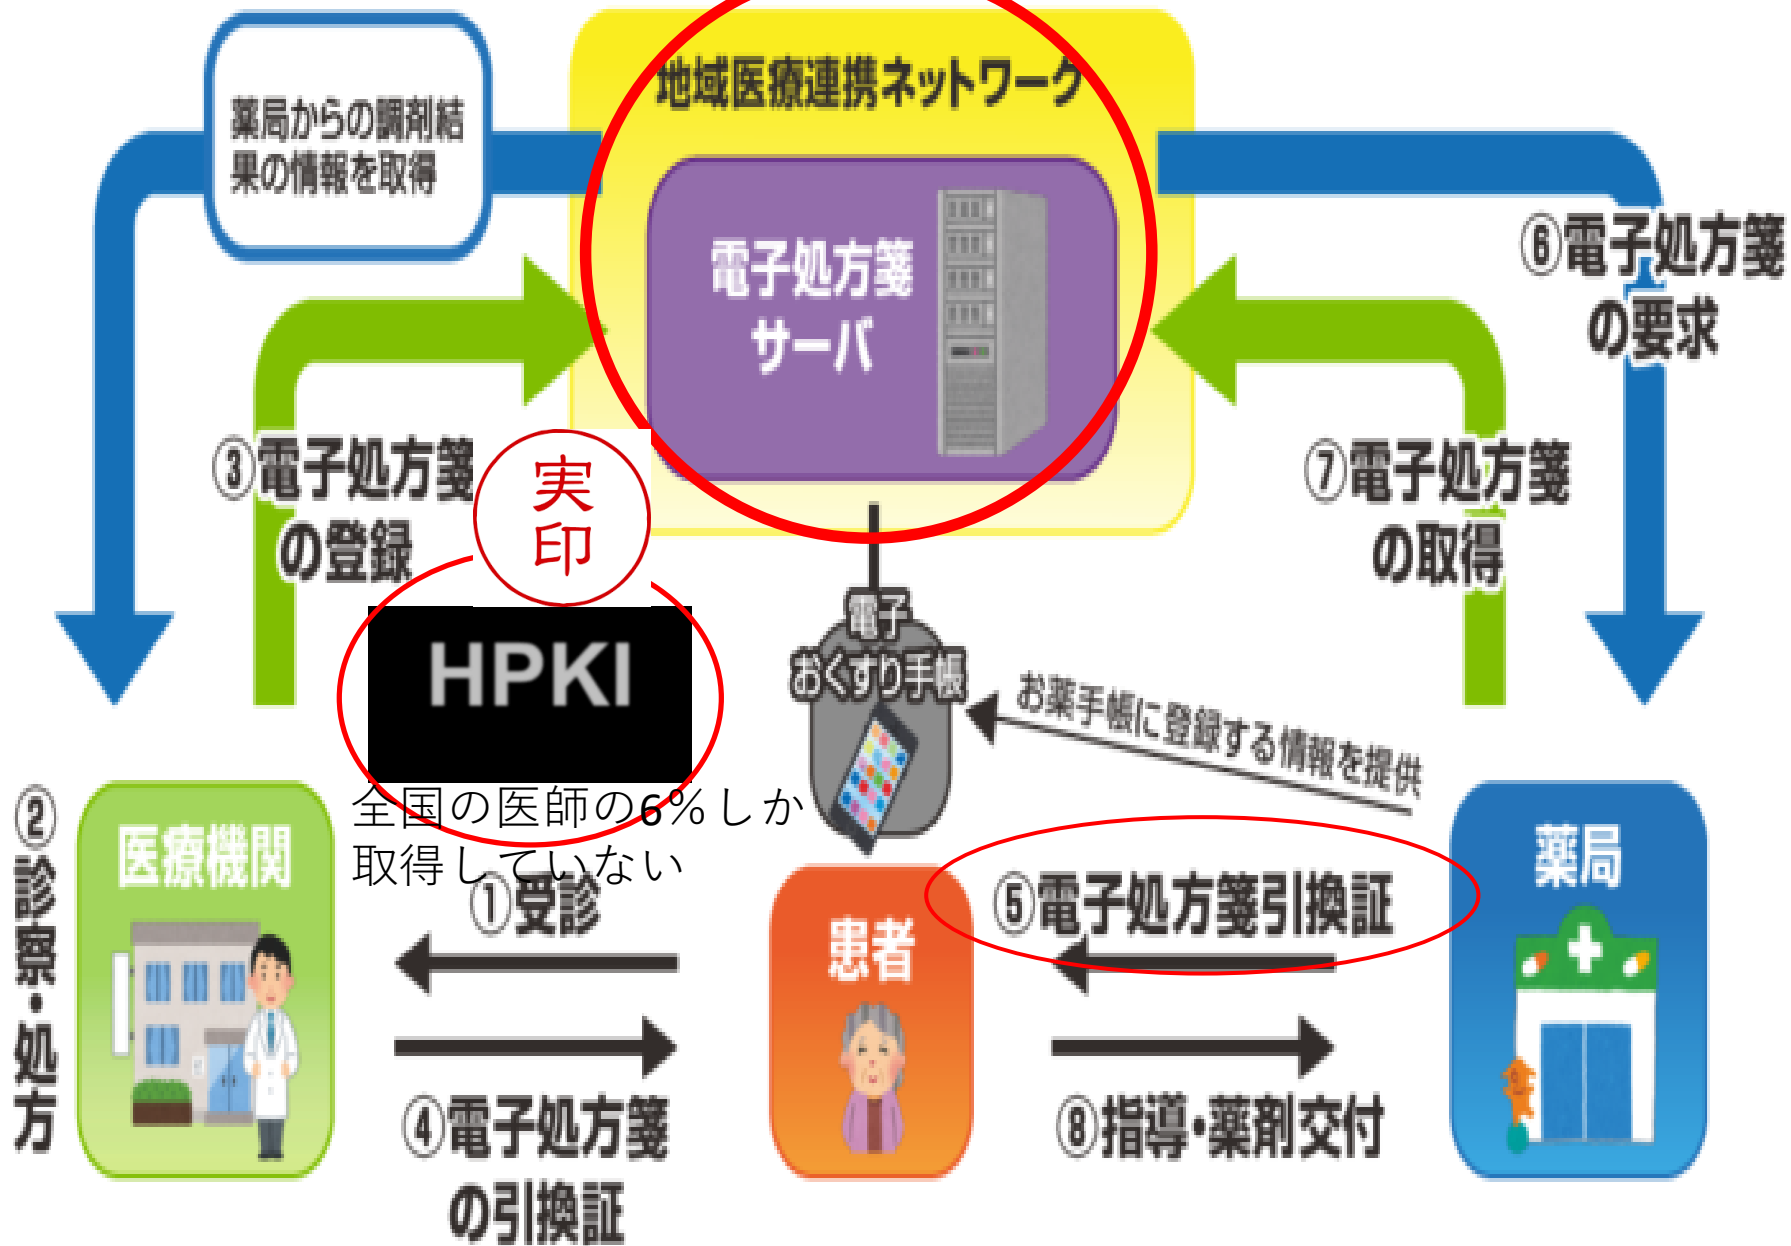 地域医療連携ネットワーク
薬局からの調剤結
果の情報を取得
電子処方箋
サーバ
⑥電子処方箋
の要求
③電子処方箋
の登録
実
印
⑦電子処方箋
の取得
HPKI
電子
おくすり手帳
お薬手帳に登録する情報を提供
全国の医師の6%しか
取得していない
②診察・処方
医療機関
①受診
患者
⑤電子処方箋引換証
薬局
④電子処方箋
の引換証
⑧指導・薬剤交付